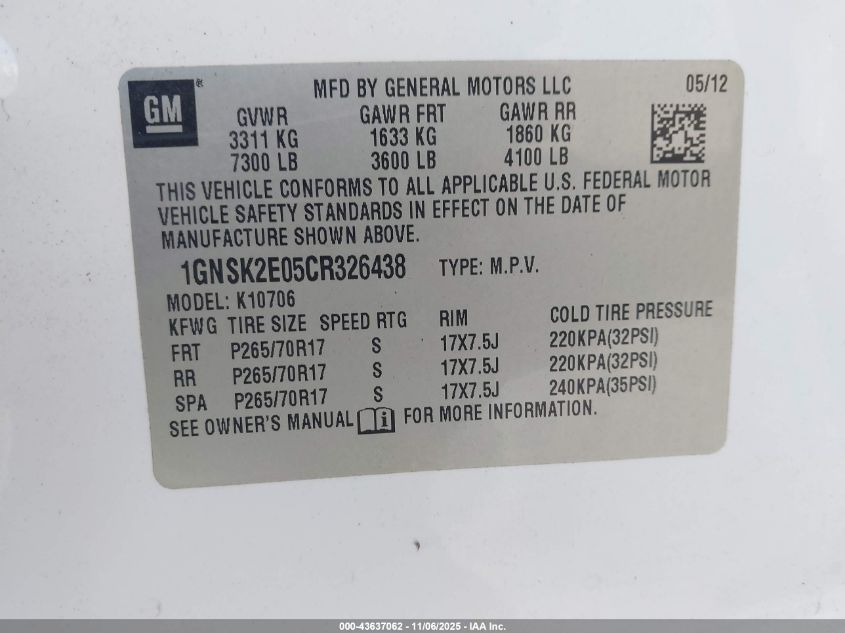 GM ®
MFD BY GENERAL MOTORS LLC 05/12
GVWR GAWR FRT GAWR RR
3311 KG 1633 KG 1860 KG
7300 LB 3600 LB 4100 LB
THIS VEHICLE CONFORMS TO ALL APPLICABLE U.S. FEDERAL MOTOR
VEHICLE SAFETY STANDARDS IN EFFECT ON THE DATE OF
MANUFACTURE SHOWN ABOVE.
1GNSK2E05CR326438 TYPE: M.P.V.
MODEL: K10706
KFWG TIRE SIZE SPEED RTG RIM COLD TIRE PRESSURE
FRT P265/70R17 S 17X7.5J 220KPA(32PSI)
RR P265/70R17 S 17X7.5J 220KPA(32PSI)
SPA P265/70R17 S 17X7.5J 240KPA(35PSI)
SEE OWNER'S MANUAL i FOR MORE INFORMATION.
000-43637062 - 11/06/2025 - IAA Inc.